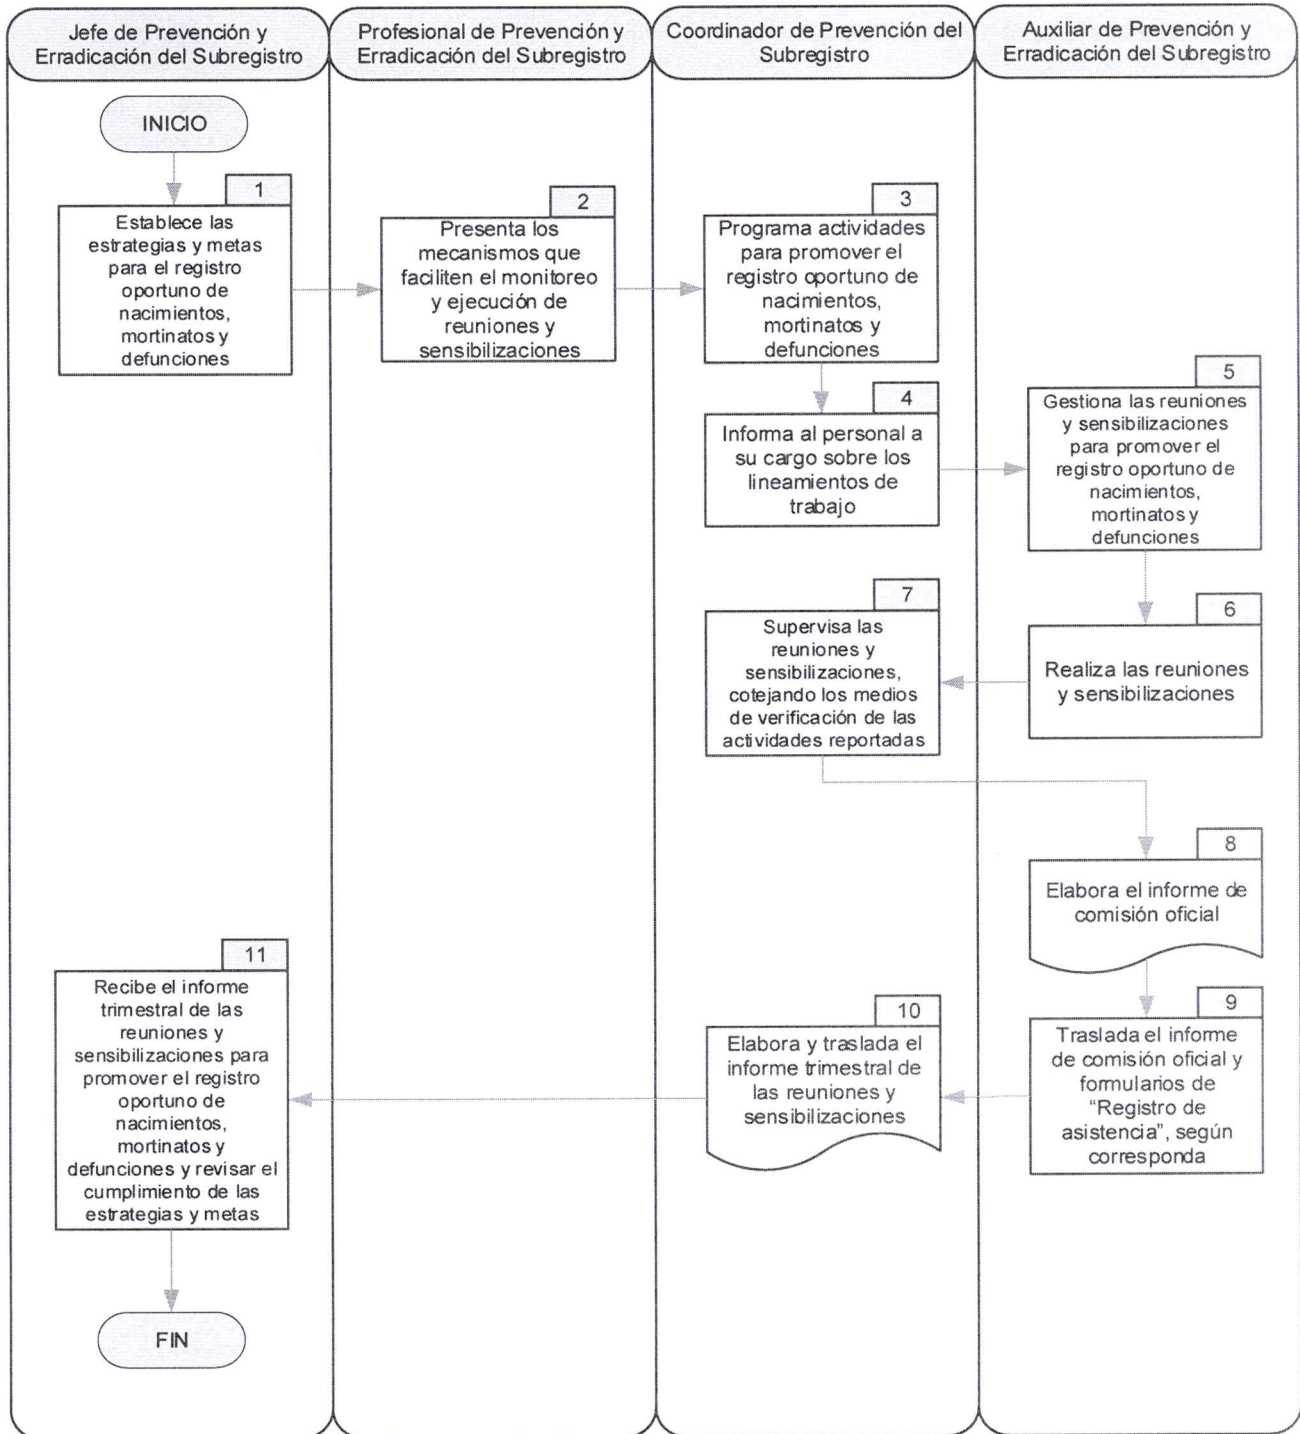 Jefe de Prevención y
Erradicación del Subregistro
Profesional de Prevención y
Erradicación del Subregistro
Coordinador de Prevención del
Subregistro
Auxiliar de Prevención y
Erradicación del Subregistro
INICIO
1
Establece las
estrategias y metas
para el registro
oportuno de
nacimientos,
mortinatos y
defunciones
2
Presenta los
mecanismos que
faciliten el monitoreo
y ejecución de
reuniones y
sensibilizaciones
3
Programa actividades
para promover el
registro oportuno de
nacimientos,
mortinatos y
defunciones
4
Informa al personal a
su cargo sobre los
lineamientos de
trabajo
5
Gestiona las reuniones
y sensibilizaciones
para promover el
registro oportuno de
nacimientos,
mortinatos y
defunciones
6
Realiza las reuniones
y sensibilizaciones
7
Supervisa las
reuniones y
sensibilizaciones,
cotejando los medios
de verificación de las
actividades reportadas
8
Elabora el informe de
comisión oficial
9
Traslada el informe
de comisión oficial y
formularios de
“Registro de
asistencia”, según
corresponda
10
Elabora y traslada el
informe trimestral de
las reuniones y
sensibilizaciones
11
Recibe el informe
trimestral de las
reuniones y
sensibilizaciones para
promover el registro
oportuno de
nacimientos,
mortinatos y
defunciones y revisar el
cumplimiento de las
estrategias y metas
FIN